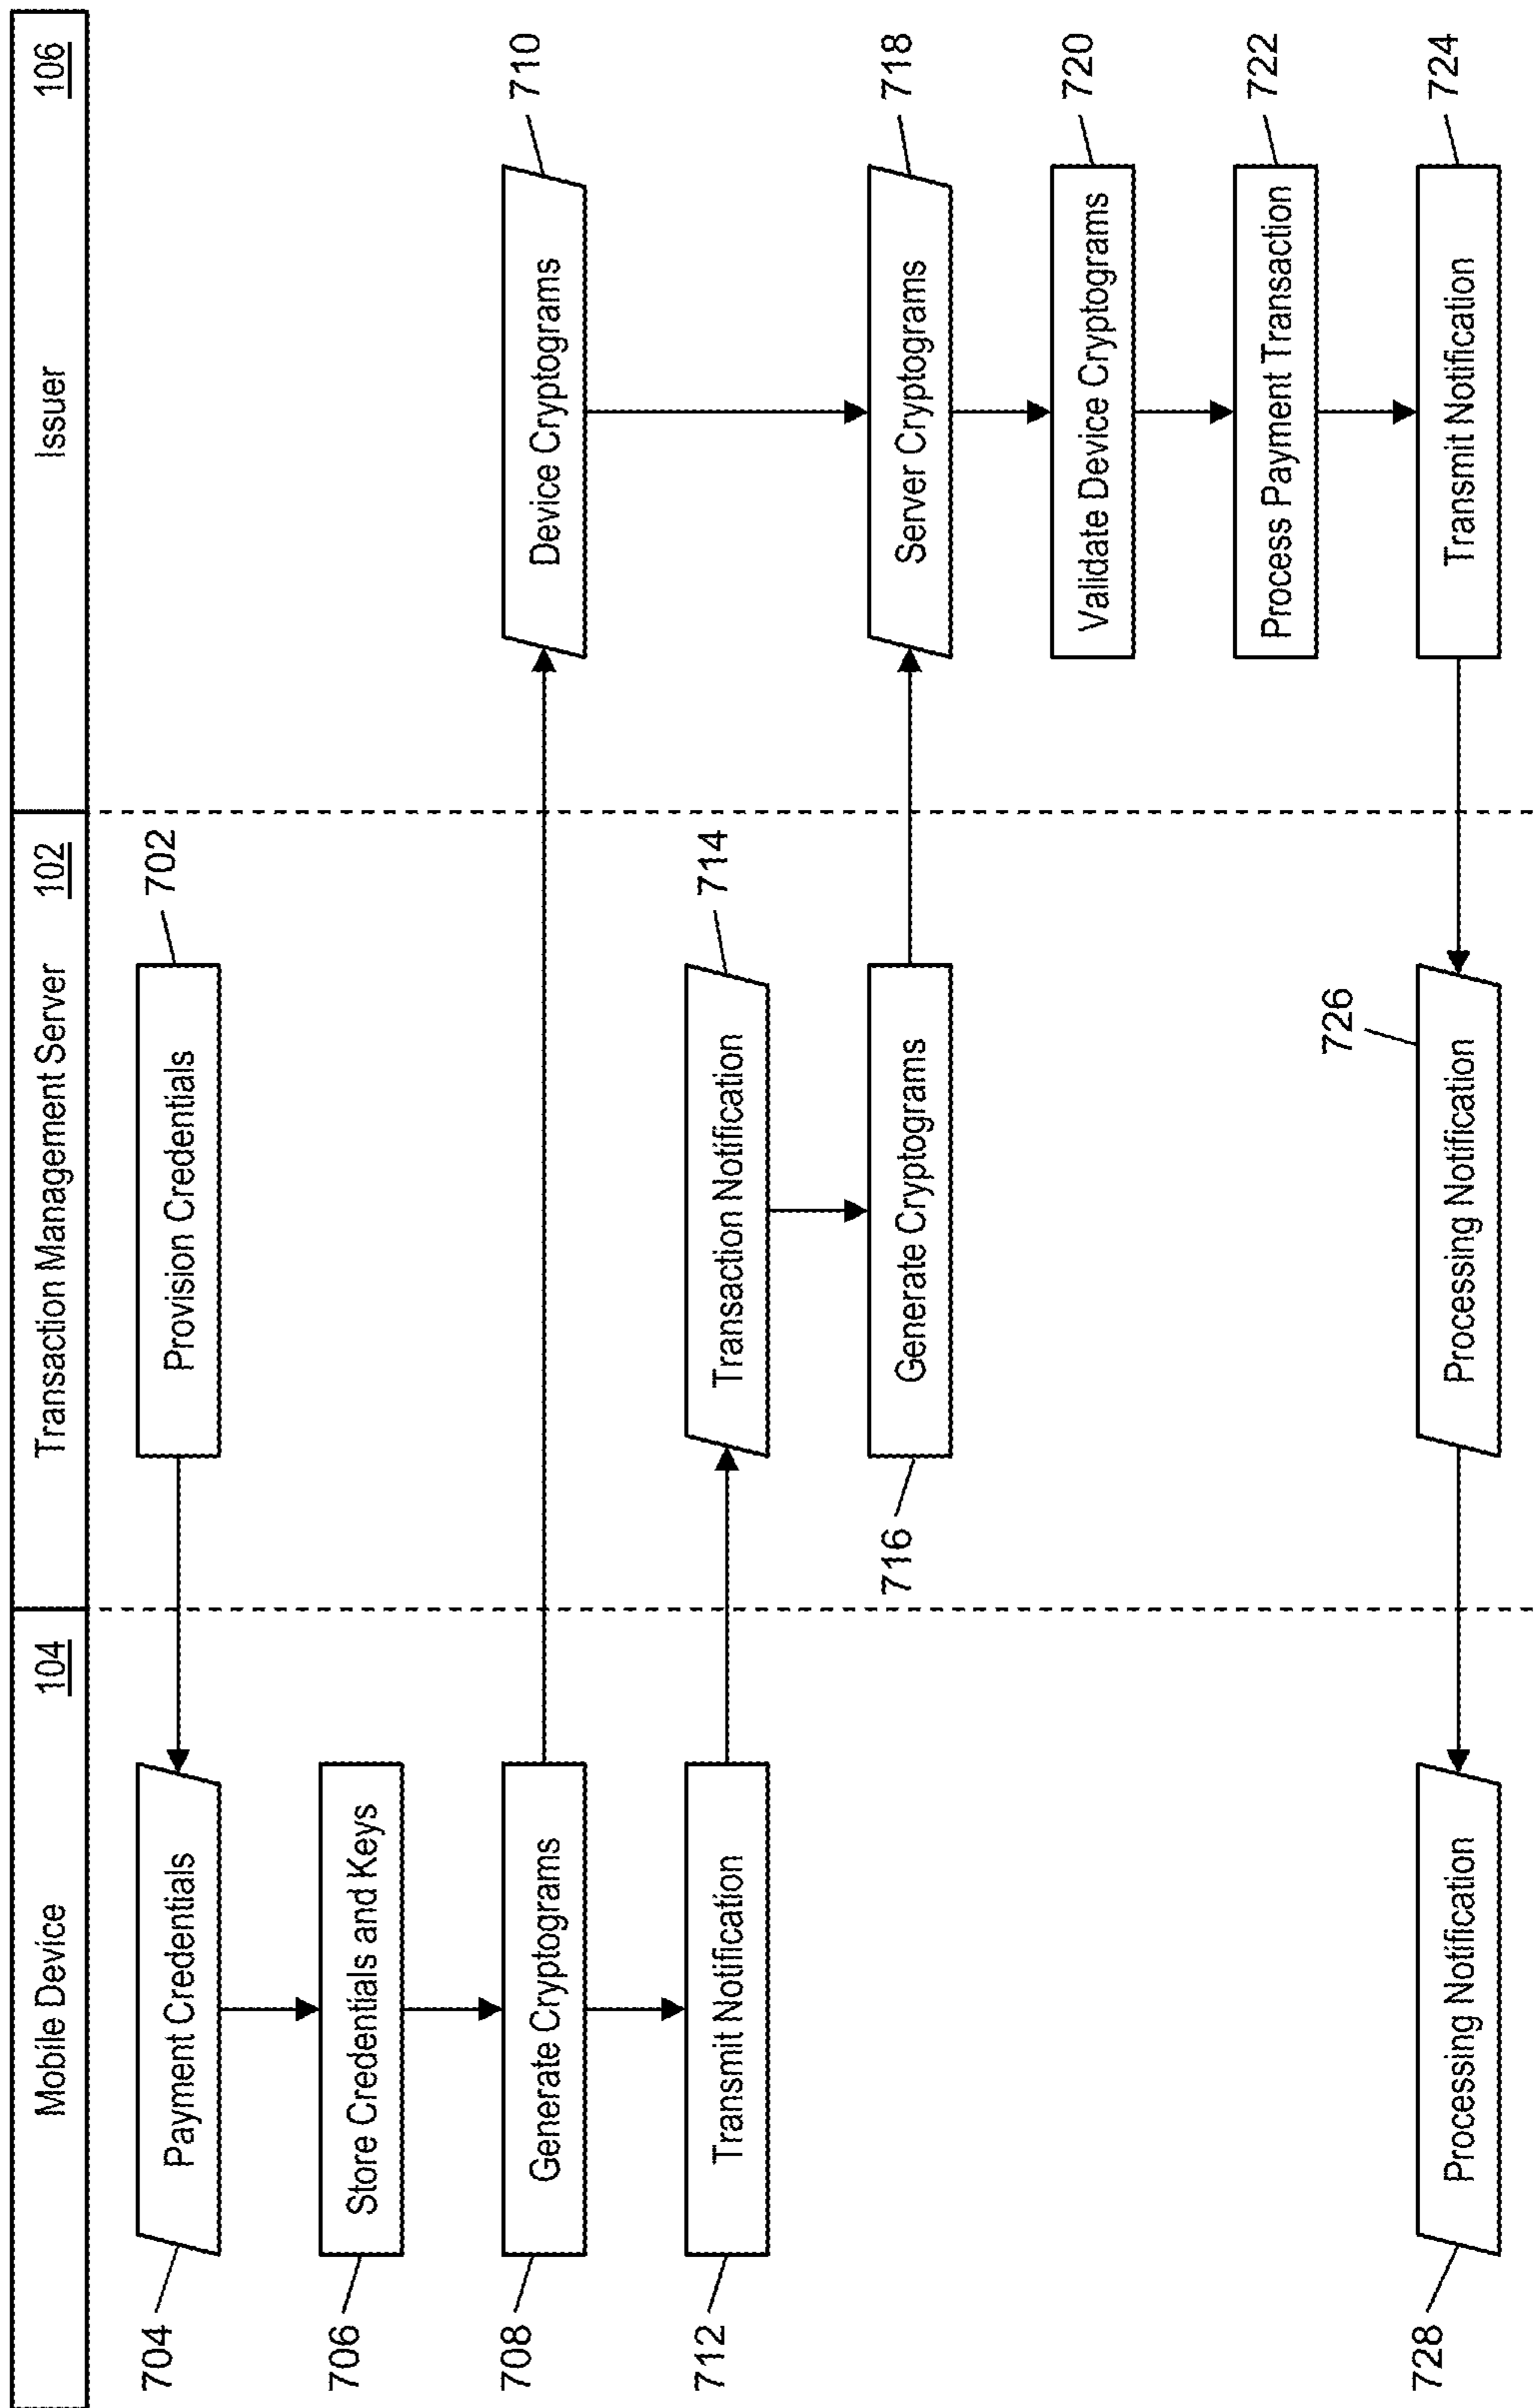 Mobile Device 104
Transaction Management Server 102
Issuer 106
Provision Credentials
702
Payment Credentials
704
Store Credentials and Keys
706
Generate Cryptograms
708
Device Cryptograms
710
Transmit Notification
712
Transaction Notification
714
Generate Cryptograms
716
Server Cryptograms
718
Validate Device Cryptograms
720
Process Payment Transaction
722
Transmit Notification
724
Processing Notification
726
Processing Notification
728